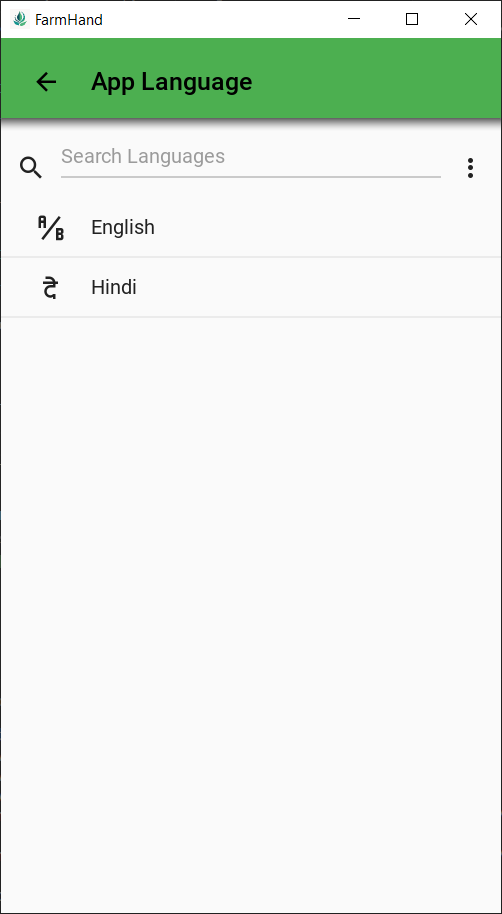 FarmHand
App Language
Search Languages
A/B English
दे Hindi